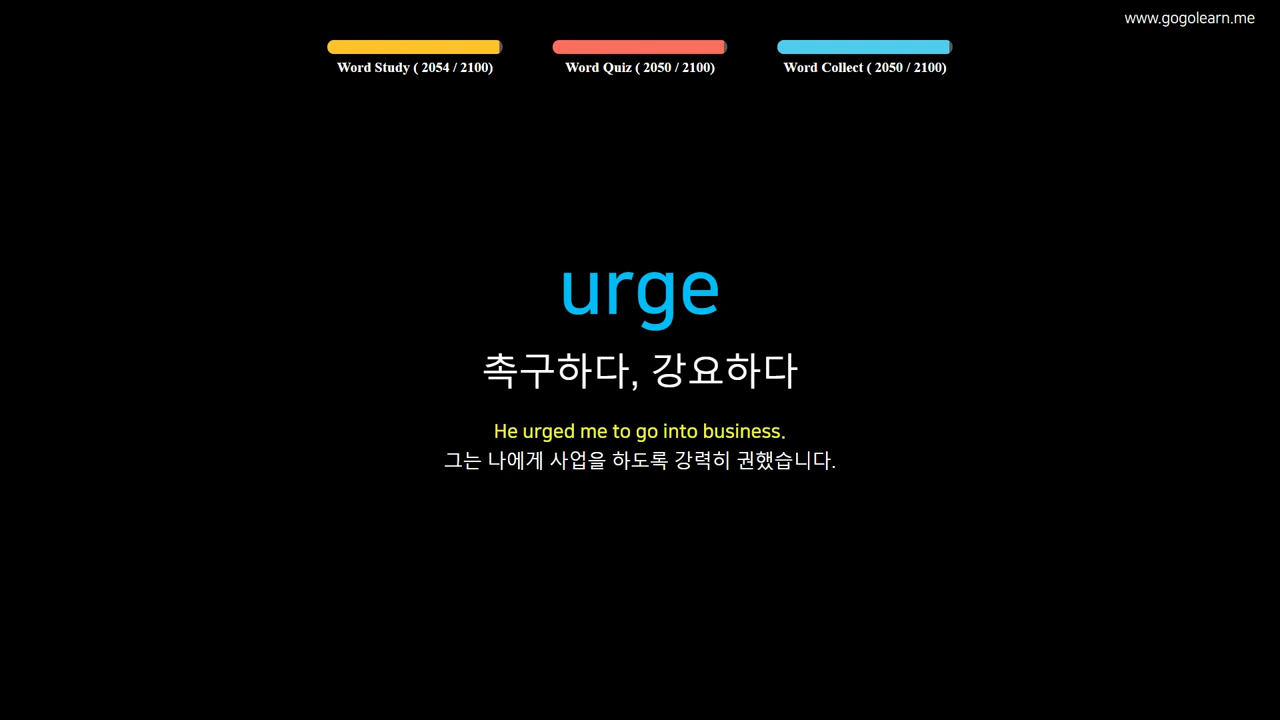 www.gogolearn.me
Word Study ( 2054 / 2100)
Word Quiz ( 2050 / 2100)
Word Collect ( 2050 / 2100)
urge
촉구하다, 강요하다
He urged me to go into business.
그는 나에게 사업을 하도록 강력히 권했습니다.